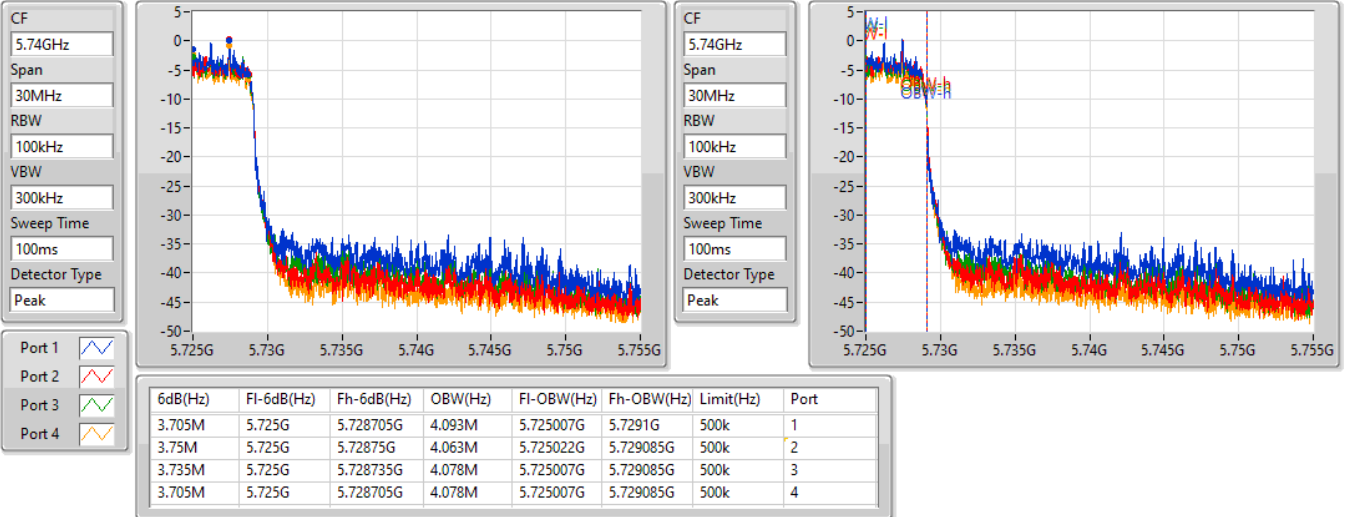 CF
5.74GHz
Span
30MHz
RBW
100kHz
VBW
300kHz
Sweep Time
100ms
Detector Type
Peak
5
0
-5
-10
-15
-20
-25
-30
-35
-40
-45
-50
5.725G 5.73G 5.735G 5.74G 5.745G 5.75G 5.755G
CF
5.74GHz
Span
30MHz
RBW
100kHz
VBW
300kHz
Sweep Time
100ms
Detector Type
Peak
5
0
-5
-10
-15
-20
-25
-30
-35
-40
-45
-50
OBW-h
5.725G 5.73G 5.735G 5.74G 5.745G 5.75G 5.755G
Port 1
Port 2
Port 3
Port 4
6dB(Hz) Fl-6dB(Hz) Fh-6dB(Hz) OBW(Hz) Fl-OBW(Hz) Fh-OBW(Hz) Limit(Hz) Port
3.705M 5.725G 5.728705G 4.093M 5.725007G 5.7291G 500k 1
3.75M 5.725G 5.72875G 4.063M 5.725022G 5.729085G 500k 2
3.735M 5.725G 5.728735G 4.078M 5.725007G 5.729085G 500k 3
3.705M 5.725G 5.728705G 4.078M 5.725007G 5.729085G 500k 4